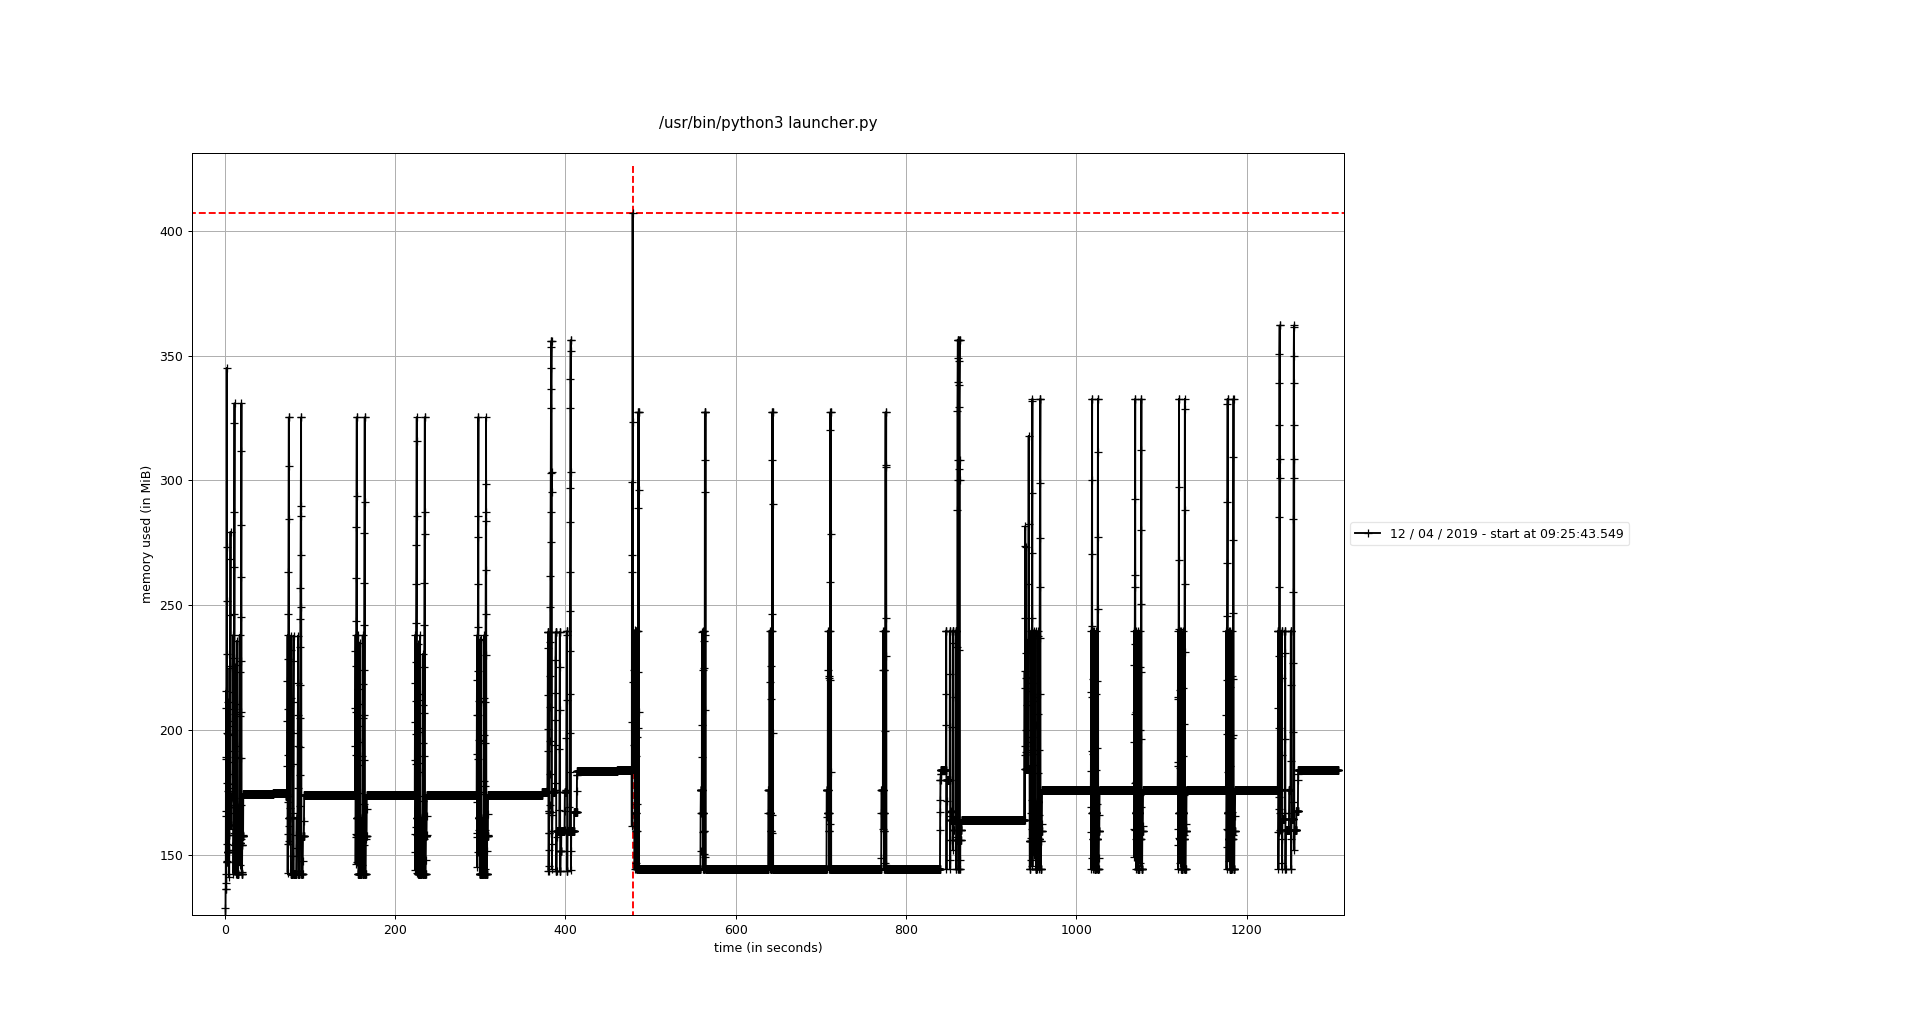 /usr/bin/python3 launcher.py
400
350
300
250
200
150
memory used (in MiB)
0 200 400 600 800 1000 1200
time (in seconds)
12 / 04 / 2019 - start at 09:25:43.549